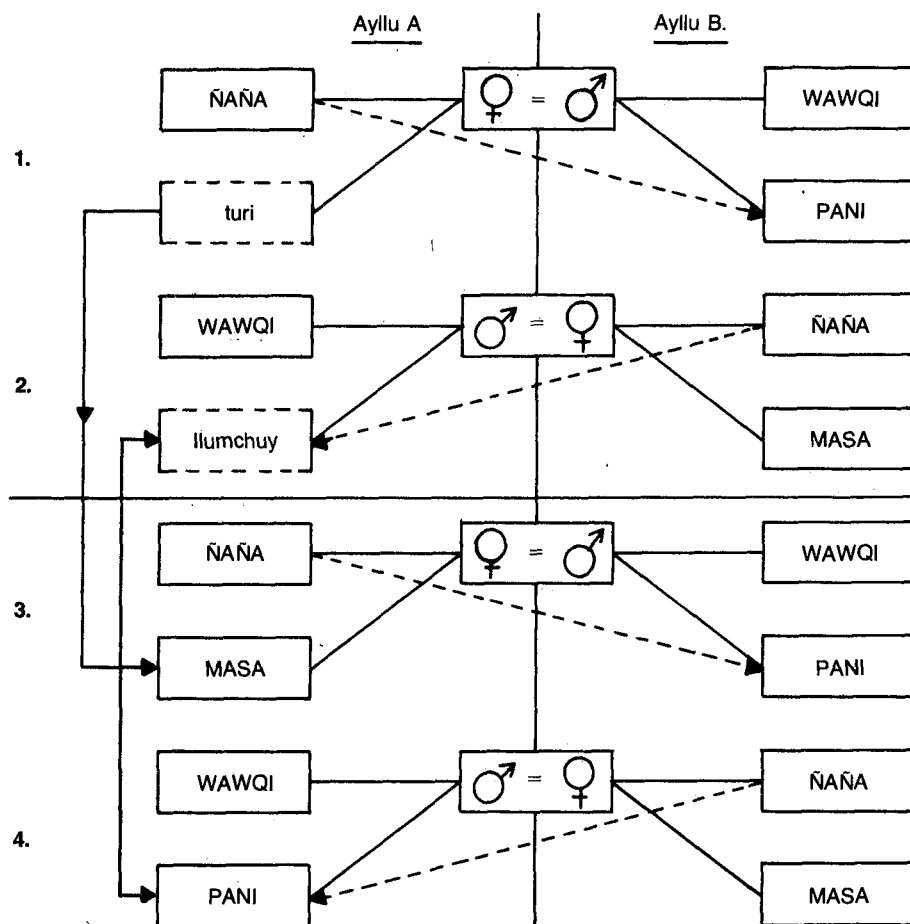 Ayllu A
Ayllu B.
ÑAÑA
♀ = ♂
WAWQI
1.
turi
PANI
WAWQI
♂ = ♀
ÑAÑA
2.
llumchuy
MASA
ÑAÑA
♀ = ♂
WAWQI
3.
MASA
PANI
WAWQI
♂ = ♀
ÑAÑA
4.
PANI
MASA